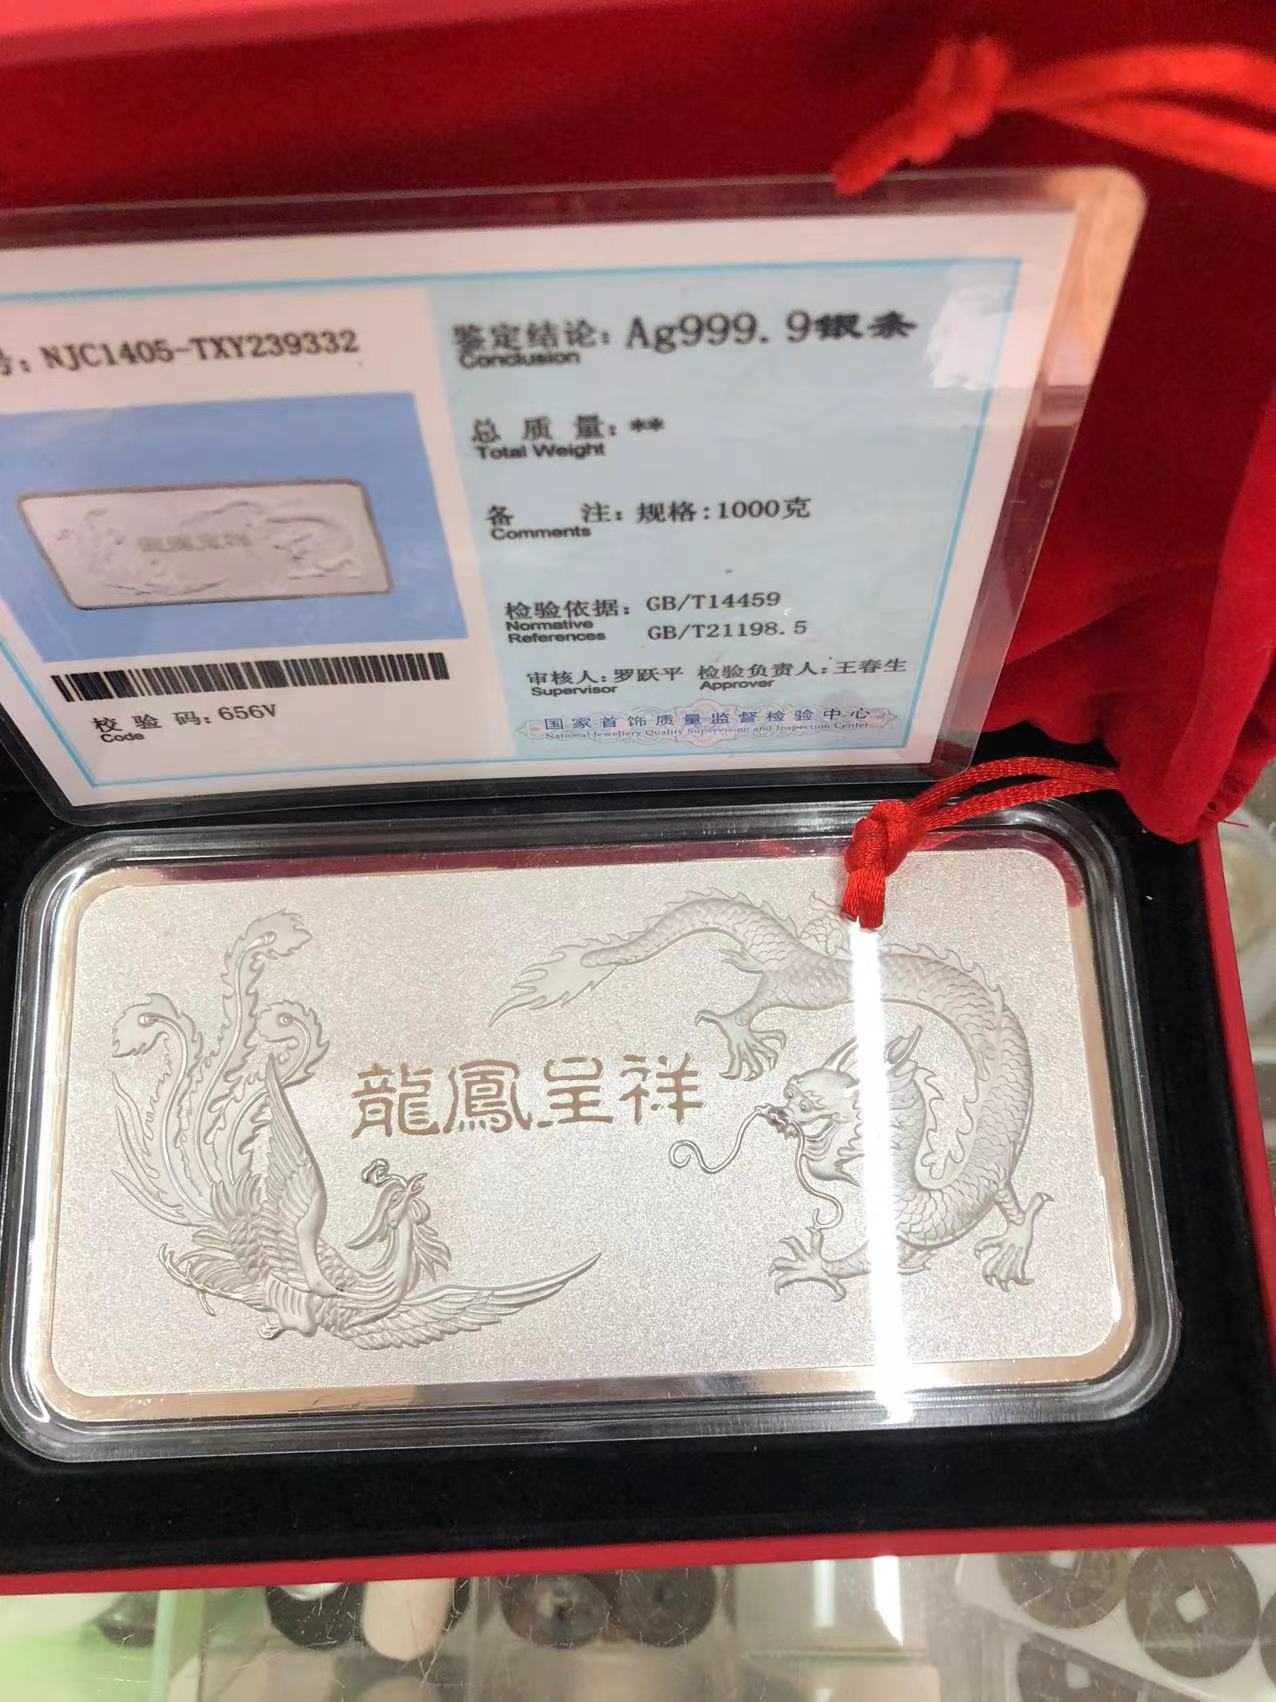 号: NJC1405-TXY239332
校 验 码: 656V
Code
鉴定结论: Ag999.9银条
Conclusion
总 质 量: **
Total Weight
备 注: 规格:1000克
Comments
检验依据: GB/T14459
Normative
References GB/T21198.5
审核人: 罗跃平 检验负责人: 王春生
Supervisor Approver
国家首饰质量监督检验中心
National Jewellery Quality Supervision and Inspection Center
龍鳳呈祥